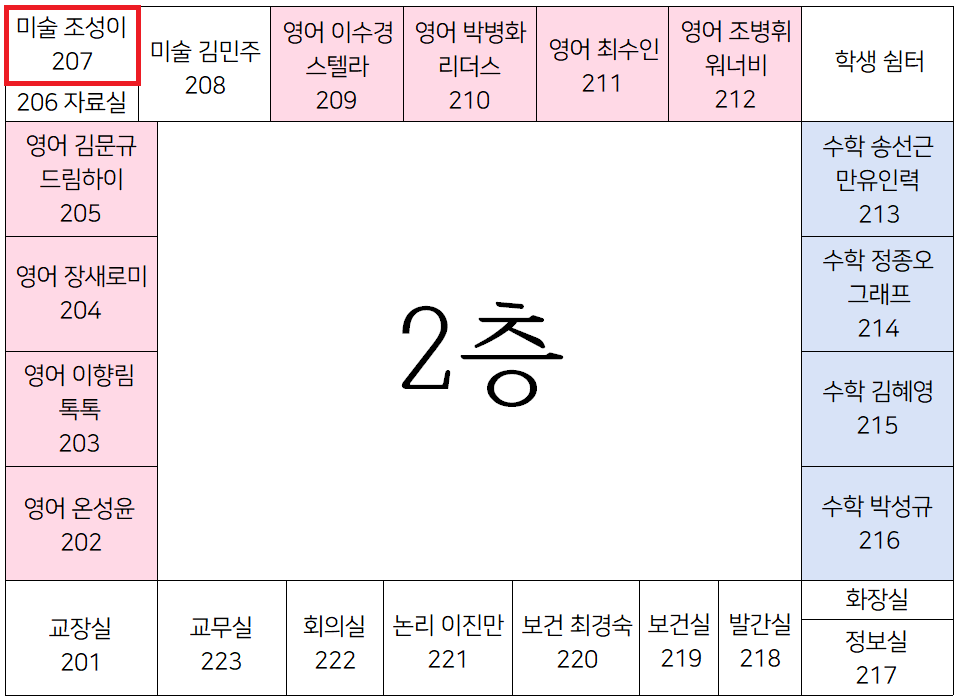 미술 조성이
207
206 자료실
미술 김민주
208
영어 이수경
스텔라
209
영어 박병화
리더스
210
영어 최수인
211
영어 조병휘
워너비
212
학생 쉼터
영어 김문규
드림하이
205
수학 송선근
만유인력
213
영어 장새로미
204
수학 정종오
그래프
214
영어 이향림
톡톡
203
수학 김혜영
215
영어 온성윤
202
수학 박성규
216
2층
교장실
201
교무실
223
회의실
222
논리 이진만
221
보건 최경숙
220
보건실
219
발간실
218
화장실
정보실
217